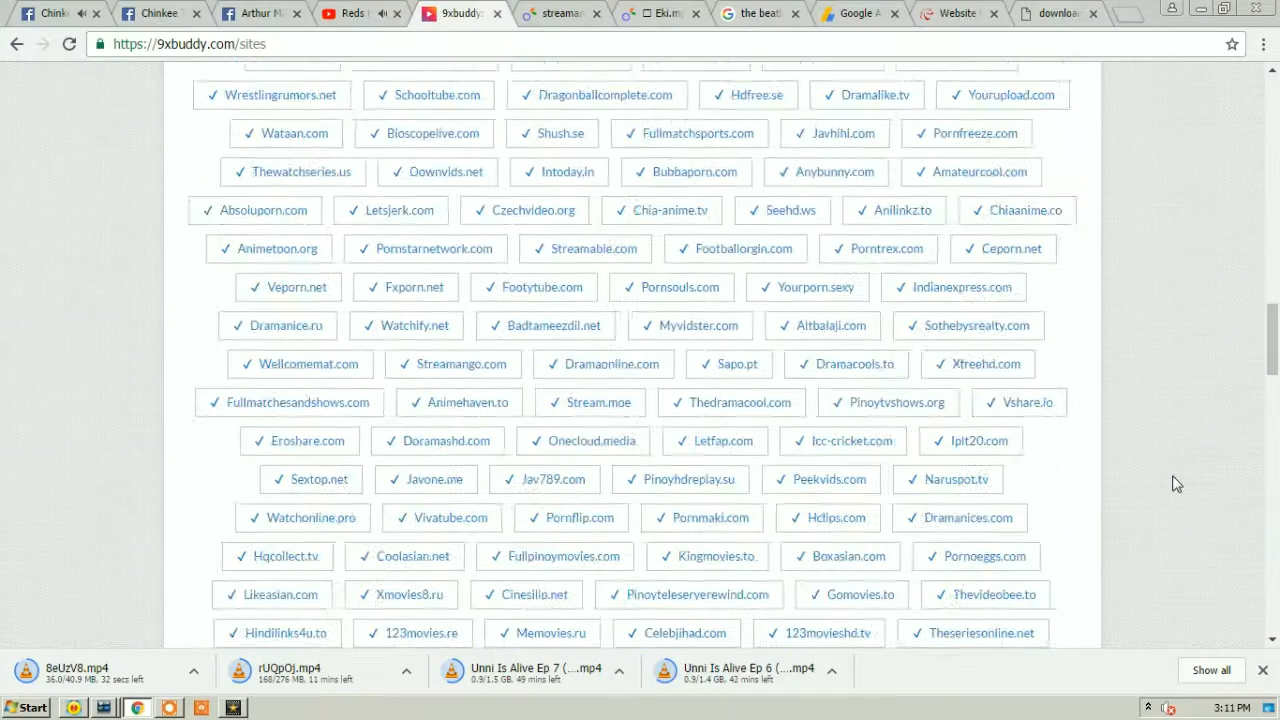 Chinke
Chinkee T
Arthur Ma
Reds i
9xbuddy:
streaman
Eki.mp
the beatl
Google A
Website
downloa
https://9xbuddy.com/sites
✓ Wrestlingrumors.net ✓ Schooltube.com ✓ Dragonballcomplete.com ✓ Hdfree.se ✓ Dramalike.tv ✓ Yourupload.com
✓ Wataan.com ✓ Bioscopelive.com ✓ Shush.se ✓ Fullmatchsports.com ✓ Javhihi.com ✓ Pornfreeze.com
✓ Thewatchseries.us ✓ Downvids.net ✓ Intoday.in ✓ Bubbaporn.com ✓ Anybunny.com ✓ Amateurcool.com
✓ Absoluporn.com ✓ Letsjerk.com ✓ Czechvideo.org ✓ Chia-anime.tv ✓ Seehd.ws ✓ Anilinkz.to ✓ Chiaanime.co
✓ Animetoon.org ✓ Pornstarnetwork.com ✓ Streamable.com ✓ Footballorgin.com ✓ Porntrex.com ✓ Ceporn.net
✓ Veporn.net ✓ Fxporn.net ✓ Footytube.com ✓ Pornsouls.com ✓ Yourporn.sexy ✓ Indianexpress.com
✓ Dramanice.ru ✓ Watchify.net ✓ Badtameezdil.net ✓ Myvidster.com ✓ Altbalaji.com ✓ Sothebysrealty.com
✓ Wellcomemat.com ✓ Streamango.com ✓ Dramaonline.com ✓ Sapo.pt ✓ Dramacools.to ✓ Xtreehd.com
✓ Fullmatchesandshows.com ✓ Animehaven.to ✓ Stream.moe ✓ Thedramacool.com ✓ Pinoytvshows.org ✓ Vshare.io
✓ Eroshare.com ✓ Doramashd.com ✓ Onecloud.media ✓ Letfap.com ✓ Icc-cricket.com ✓ Iplt20.com
✓ Sextop.net ✓ Javone.me ✓ Jav789.com ✓ Pinoyhdreplay.su ✓ Peekvids.com ✓ Naruspot.tv
✓ Watchonline.pro ✓ Vivatube.com ✓ Pornflip.com ✓ Pornmaki.com ✓ Hclips.com ✓ Dramanices.com
✓ Hqcollect.tv ✓ Coolasian.net ✓ Fullpinoymovies.com ✓ Kingmovies.to ✓ Boxasian.com ✓ Pornoeggs.com
✓ Likeasian.com ✓ Xmovies8.ru ✓ Cinesilip.net ✓ Pinoyteleseryerewind.com ✓ Gomovies.to ✓ Thevideobee.to
✓ Hindilinks4u.to ✓ 123movies.re ✓ Memovies.ru ✓ Celebjihad.com ✓ 123movieshd.tv ✓ Theseriesonline.net
8eUzV8.mp4
36.0/40.9 MB, 32 secs left
rUQpOj.mp4
168/276 MB, 11 mins left
Unni Is Alive Ep 7 (....mp4
0.9/1.5 GB, 49 mins left
Unni Is Alive Ep 6 (....mp4
0.9/1.4 GB, 42 mins left
Show all
Start
3:11 PM